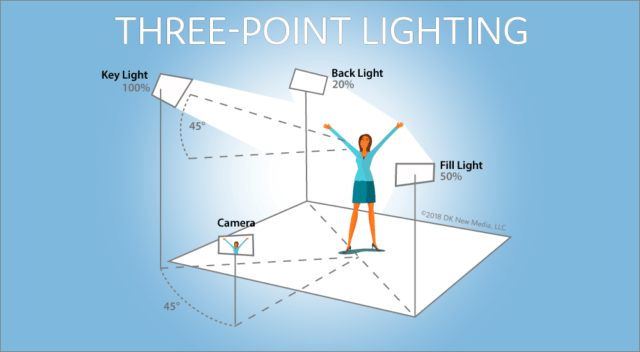 THREE-POINT LIGHTING
Key Light
100%
Back Light
20%
45°
Fill Light
50%
©2018 DK New Media, LLC
Camera
45°